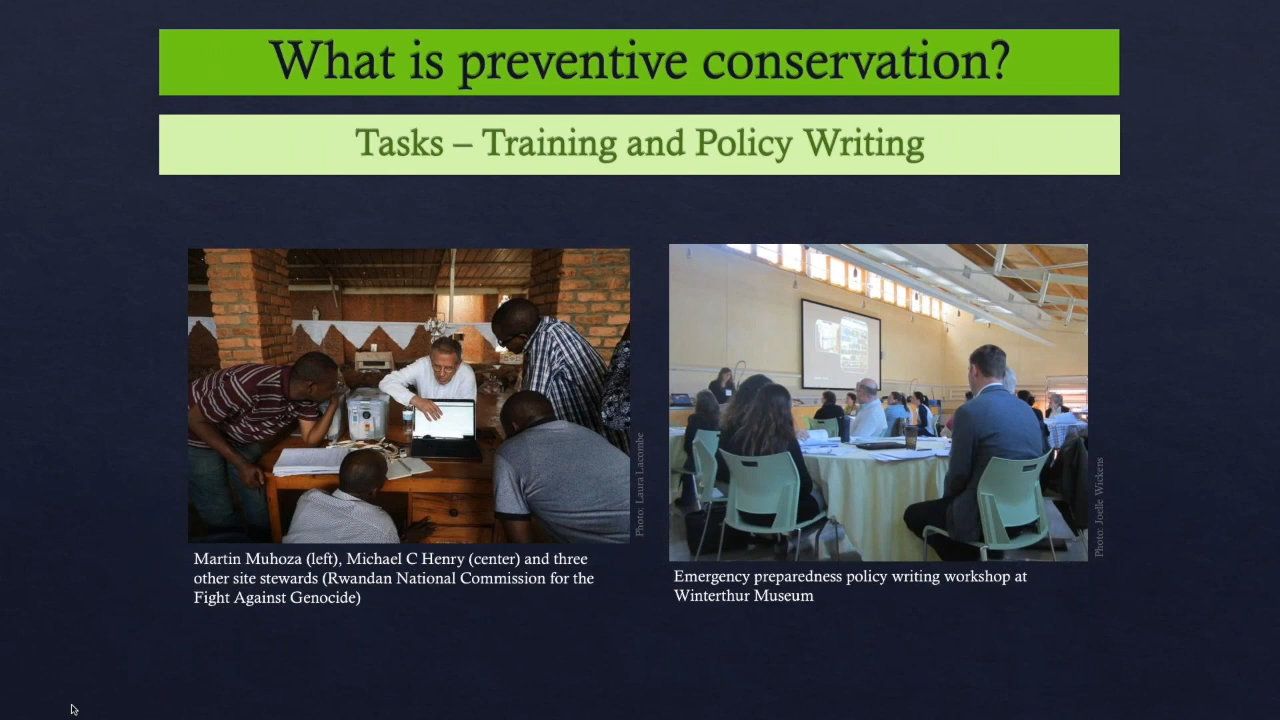 What is preventive conservation?
Tasks – Training and Policy Writing
Photo: Laura Lacombe
Martin Muhoza (left), Michael C Henry (center) and three
other site stewards (Rwandan National Commission for the
Fight Against Genocide)
Photo: Joelle Wickens
Emergency preparedness policy writing workshop at
Winterthur Museum